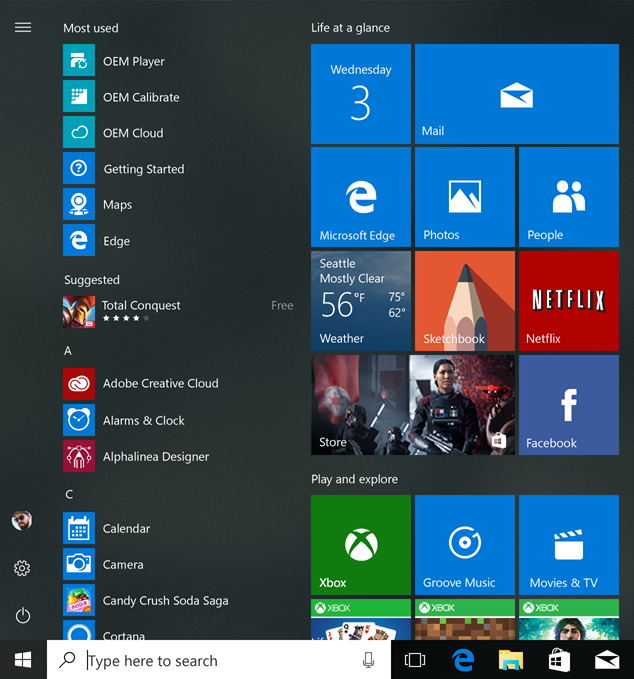 Most used
OEM Player
OEM Calibrate
OEM Cloud
Getting Started
Maps
Edge
Suggested
Total Conquest
Free
A
Adobe Creative Cloud
Alarms & Clock
Alphalinea Designer
C
Calendar
Camera
Candy Crush Soda Saga
Cortana
Life at a glance
Wednesday
3
Mail
Microsoft Edge
Photos
People
Seattle
Mostly Clear
56°F
75°
62°
Weather
Sketchbook
NETFLIX
Netflix
Store
Facebook
Play and explore
Xbox
Groove Music
Movies & TV
XBOX
XBOX
XBOX
Type here to search